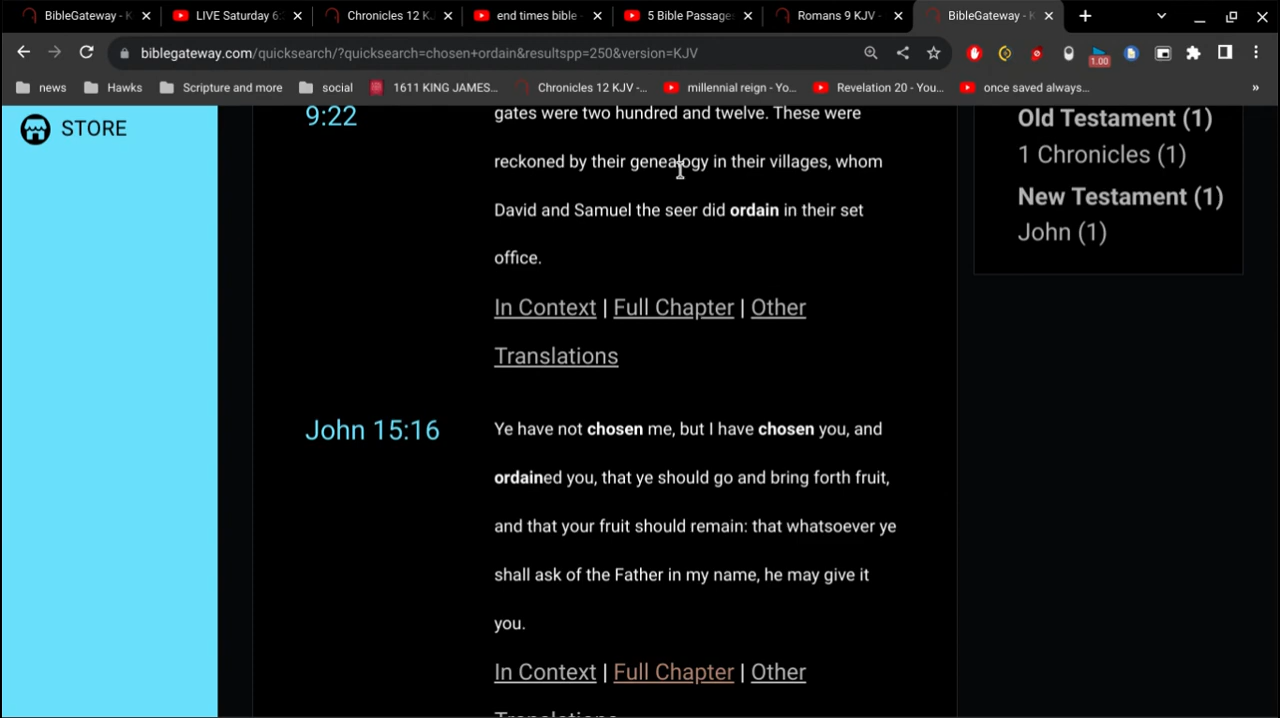 BibleGateway - K
LIVE Saturday 6:
Chronicles 12 KJ
end times bible -
5 Bible Passages
Romans 9 KJV -
BibleGateway - K
biblegateway.com/quicksearch/?quicksearch=chosen+ordain&resultspp=250&version=KJV
1.00
news
Hawks
Scripture and more
social
1611 KING JAMES...
Chronicles 12 KJV -...
millennial reign - Yo...
Revelation 20 - You...
once saved always...
»
STORE
9:22
gates were two hundred and twelve. These were
reckoned by their genealogy in their villages, whom
David and Samuel the seer did ordain in their set
office.
In Context | Full Chapter | Other
Translations
John 15:16
Ye have not chosen me, but I have chosen you, and
ordained you, that ye should go and bring forth fruit,
and that your fruit should remain: that whatsoever ye
shall ask of the Father in my name, he may give it
you.
In Context | Full Chapter | Other
Translations
Old Testament (1)
1 Chronicles (1)
New Testament (1)
John (1)